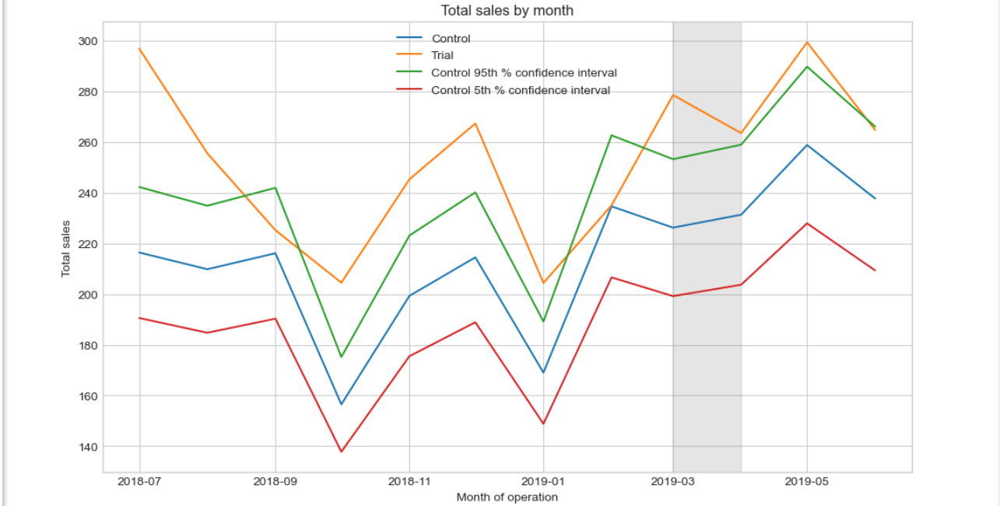 Total sales by month
Control
Trial
Control 95th % confidence interval
Control 5th % confidence interval
300
280
260
240
220
200
180
160
140
Total sales
2018-07 2018-09 2018-11 2019-01 2019-03 2019-05
Month of operation